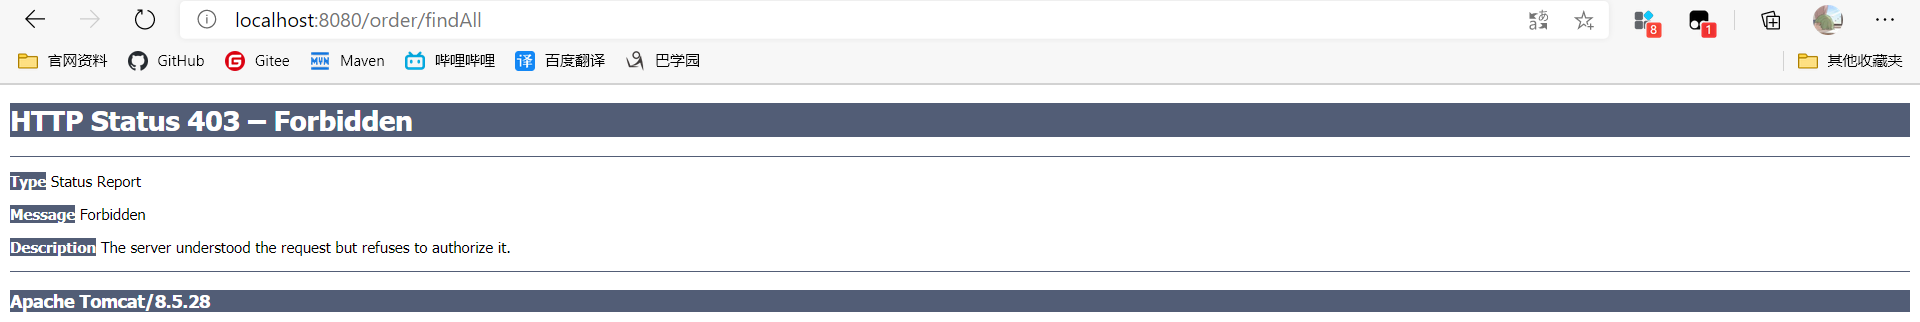 localhost:8080/order/findAll
8
1
官网资料 GitHub Gitee MVN Maven 哔哩哔哩 译 百度翻译 巴学园 其他收藏夹
HTTP Status 403 – Forbidden
Type Status Report
Message Forbidden
Description The server understood the request but refuses to authorize it.
Apache Tomcat/8.5.28